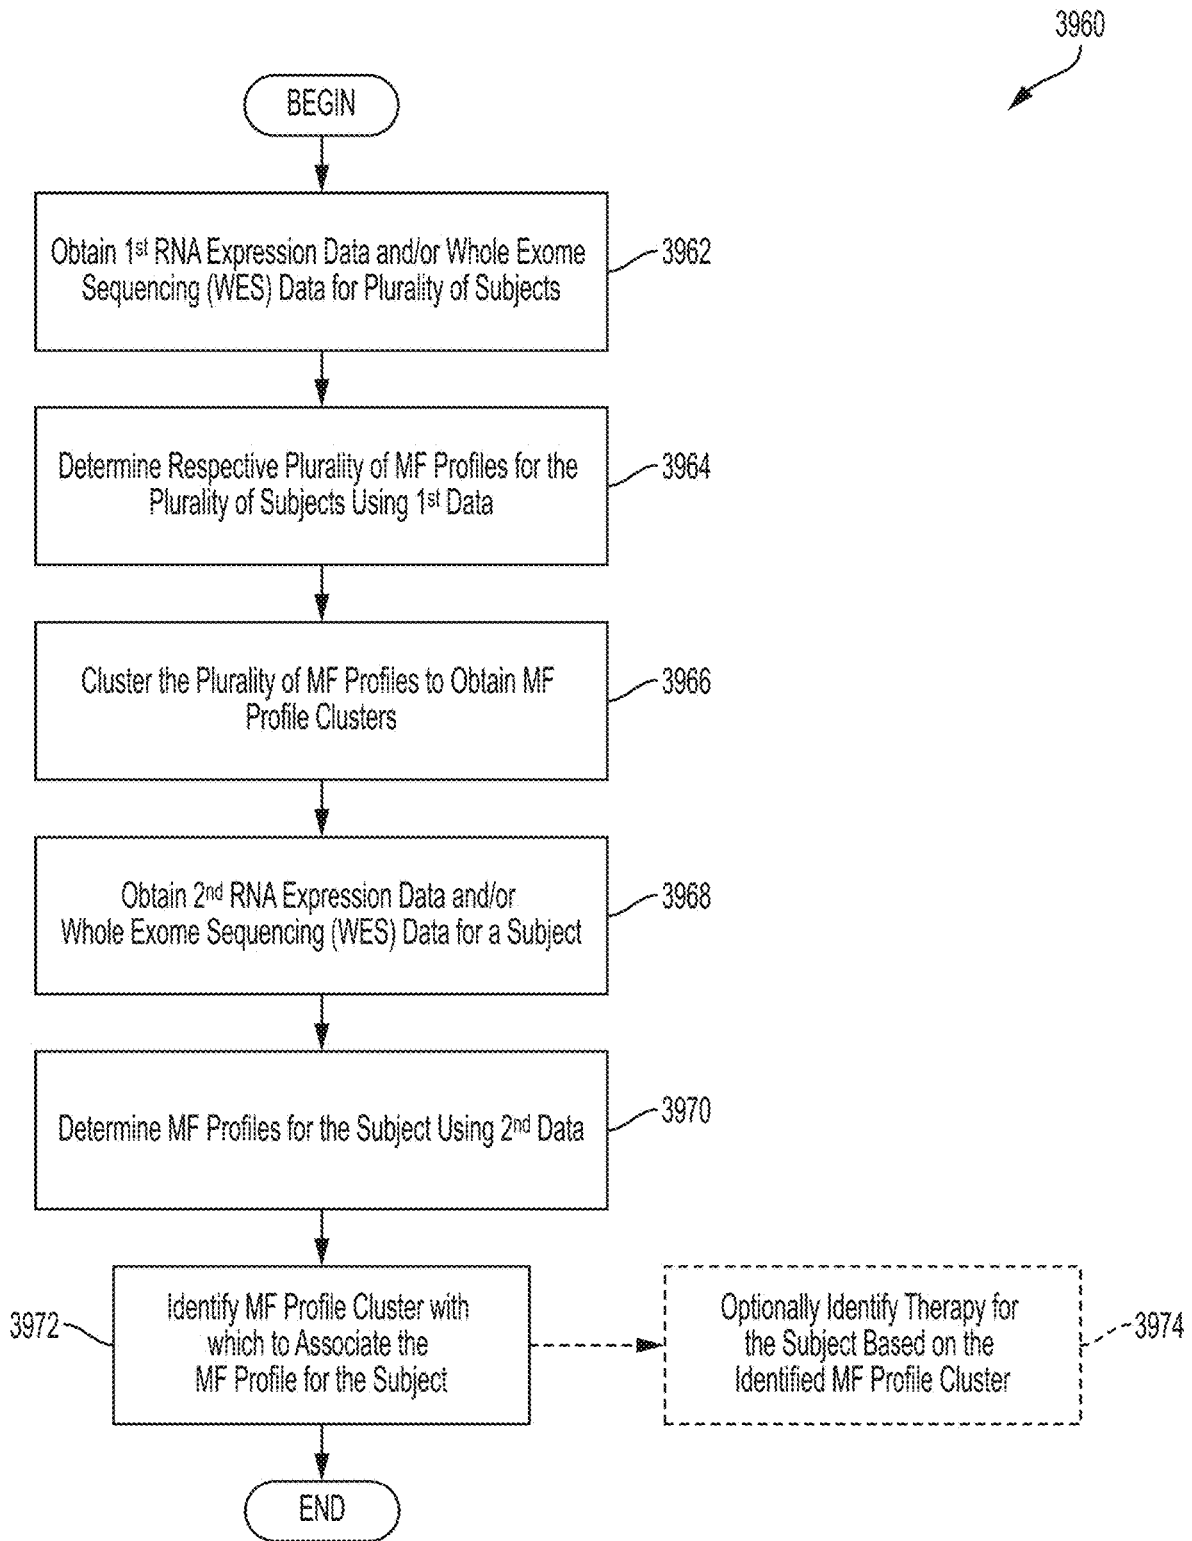 3960
BEGIN
Obtain 1st RNA Expression Data and/or Whole Exome
Sequencing (WES) Data for Plurality of Subjects
3962
Determine Respective Plurality of MF Profiles for the
Plurality of Subjects Using 1st Data
3964
Cluster the Plurality of MF Profiles to Obtain MF
Profile Clusters
3966
Obtain 2nd RNA Expression Data and/or
Whole Exome Sequencing (WES) Data for a Subject
3968
Determine MF Profiles for the Subject Using 2nd Data
3970
3972
Identify MF Profile Cluster with
which to Associate the
MF Profile for the Subject
Optionally Identify Therapy for
the Subject Based on the
Identified MF Profile Cluster
3974
END